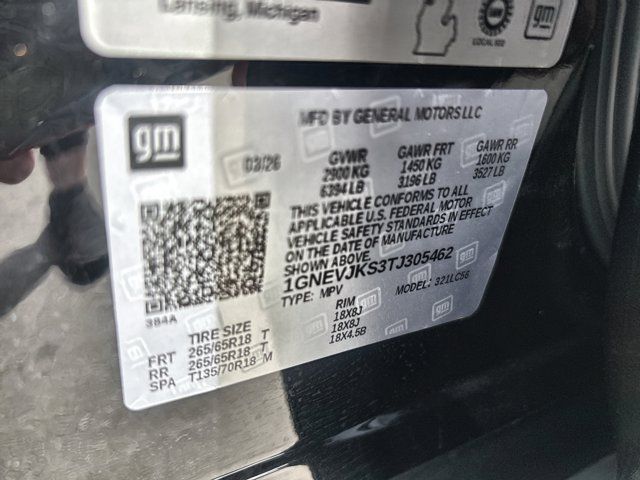 Lansing, Michigan
UAW
LOCAL 602
gm
MFD BY GENERAL MOTORS LLC
gm
03/26
GVWR
2900 KG
6394 LB
GAWR FRT
1450 KG
3196 LB
GAWR RR
1600 KG
3527 LB
THIS VEHICLE CONFORMS TO ALL
APPLICABLE U.S. FEDERAL MOTOR
VEHICLE SAFETY STANDARDS IN EFFECT
ON THE DATE OF MANUFACTURE
SHOWN ABOVE.
1GNEVJKS3TJ305462
TYPE: MPV
MODEL: 321LC56
384A
TIRE SIZE
RIM
FRT 265/65R18 T 18X8J
RR 265/65R18 T 18X8J
SPA T135/70R18 M 18X4.5B